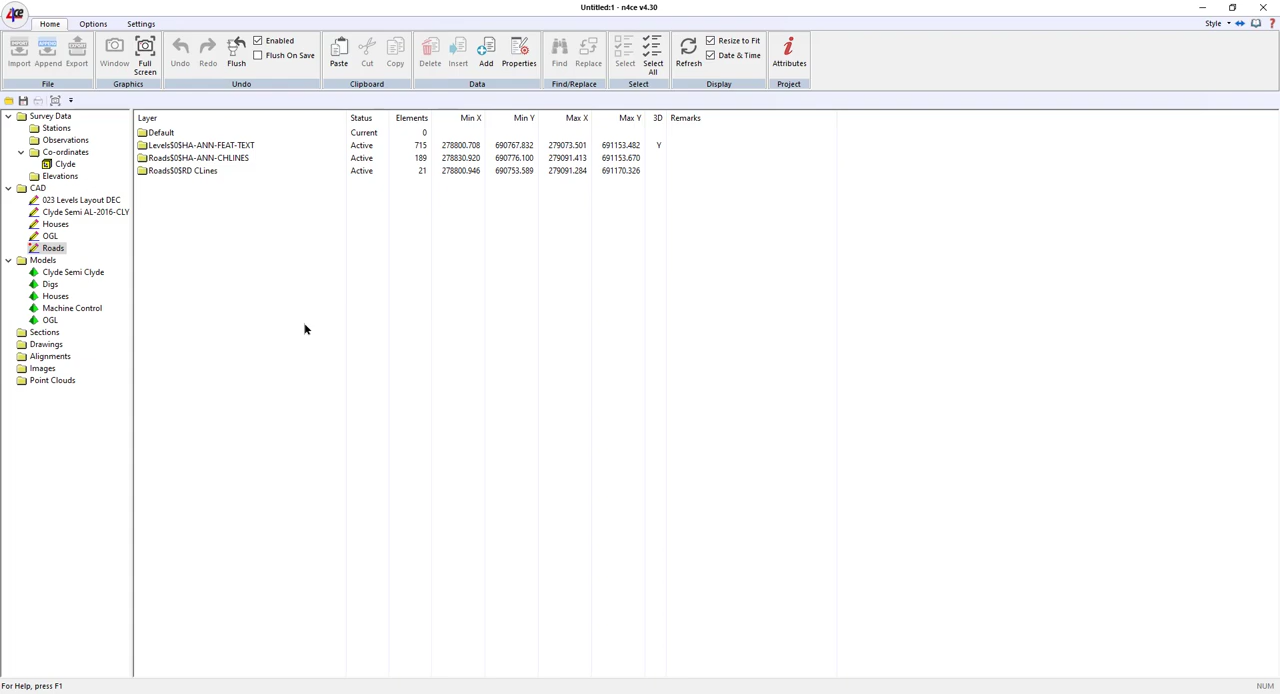 Untitled:1 - n4ce v4.30
n4ce
Home Options Settings
Style
Import Append Export
File
Window Full Screen
Graphics
Undo Redo Flush
Enabled
Flush On Save
Undo
Paste Cut Copy
Clipboard
Delete Insert Add Properties
Data
Find Replace
Find/Replace
Select Select All
Select
Refresh
Resize to Fit
Date & Time
Display
Attributes
Project
Survey Data
Stations
Observations
Co-ordinates
Clyde
Elevations
CAD
023 Levels Layout DEC
Clyde Semi AL-2016-CLY
Houses
OGL
Roads
Models
Clyde Semi Clyde
Digs
Houses
Machine Control
OGL
Sections
Drawings
Alignments
Images
Point Clouds
Layer Status Elements Min X Min Y Max X Max Y 3D Remarks
Default Current 0
Levels$0$HA-ANN-FEAT-TEXT Active 715 278800.708 690767.832 279073.501 691153.482 Y
Roads$0$HA-ANN-CHLINES Active 189 278830.920 690776.100 279091.413 691153.670
Roads$0$RD CLines Active 21 278800.946 690753.589 279091.284 691170.326
For Help, press F1
NUM